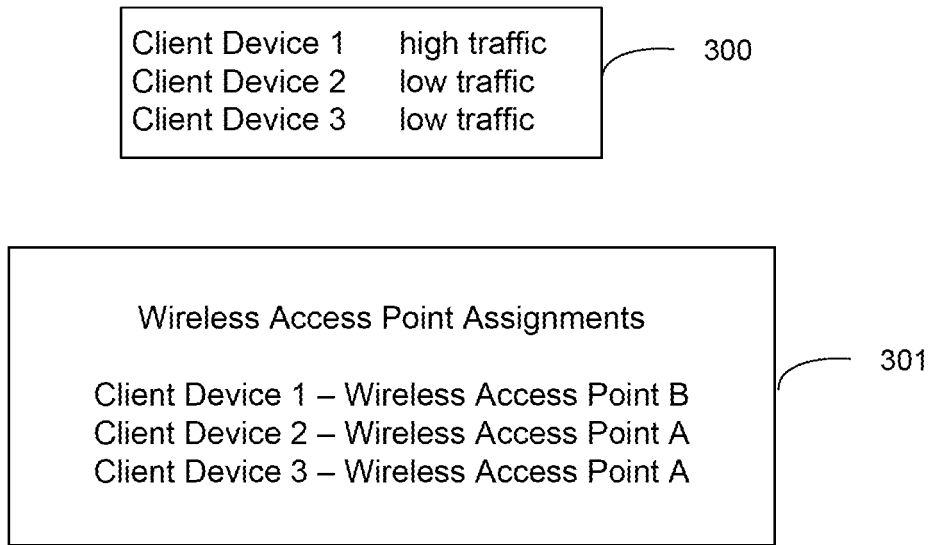 Client Device 1 high traffic
Client Device 2 low traffic
Client Device 3 low traffic
300
Wireless Access Point Assignments
Client Device 1 – Wireless Access Point B
Client Device 2 – Wireless Access Point A
Client Device 3 – Wireless Access Point A
301